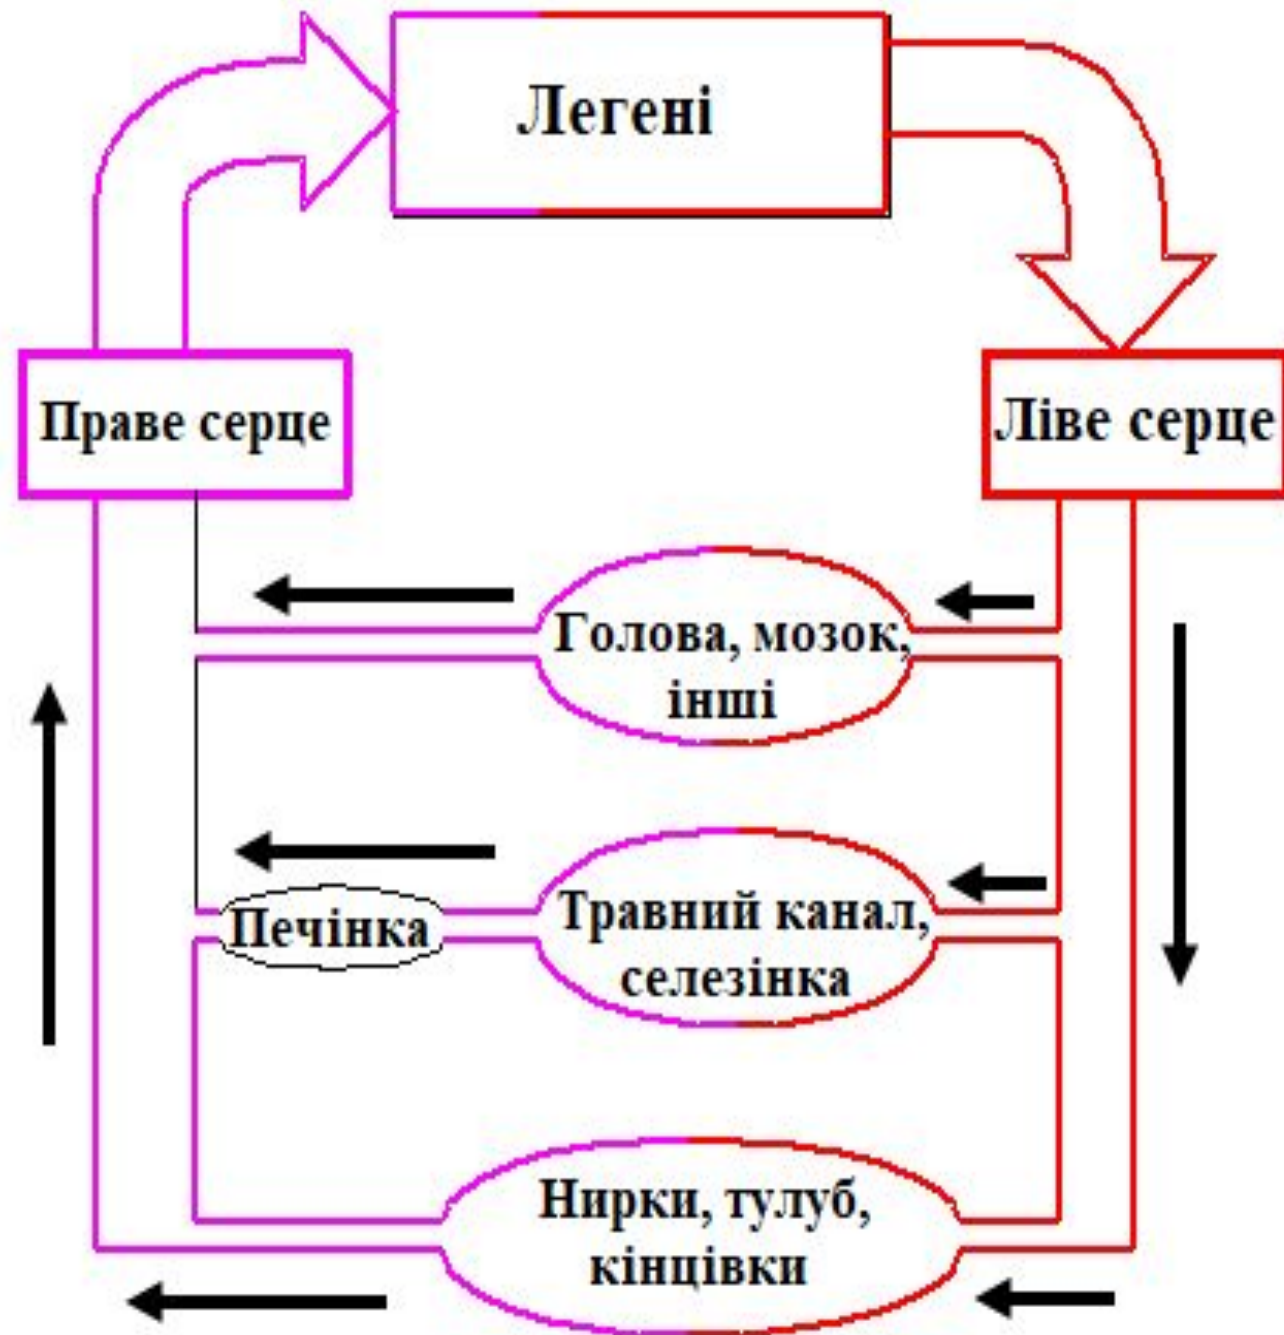 Легені
Праве серце
Ліве серце
Голова, мозок,
інші
Травний канал,
селезінка
Печінка
Нирки, тулуб,
кінцівки